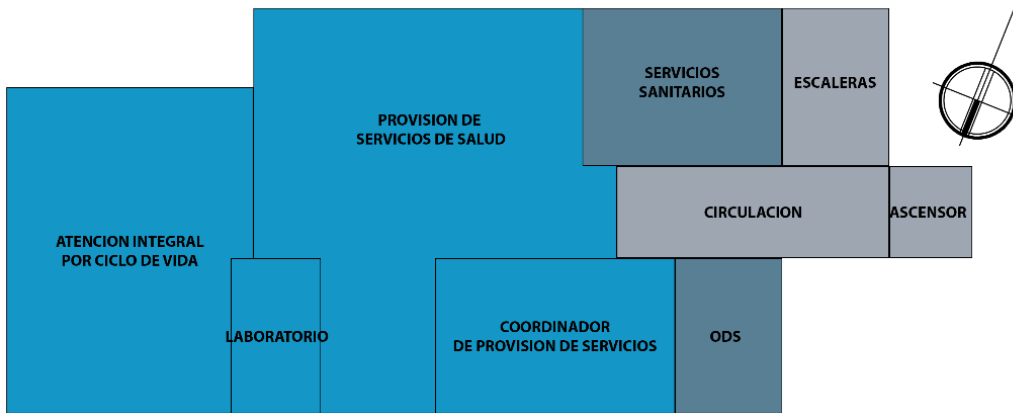 SERVICIOS
SANITARIOS
ESCALERAS
PROVISION DE
SERVICIOS DE SALUD
CIRCULACION
ASCENSOR
ATENCION INTEGRAL
POR CICLO DE VIDA
LABORATORIO
COORDINADOR
DE PROVISION DE SERVICIOS
ODS